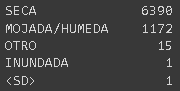 SECA 6390
MOJADA/HUMEDA 1172
OTRO 15
INUNDADA 1
<SD> 1